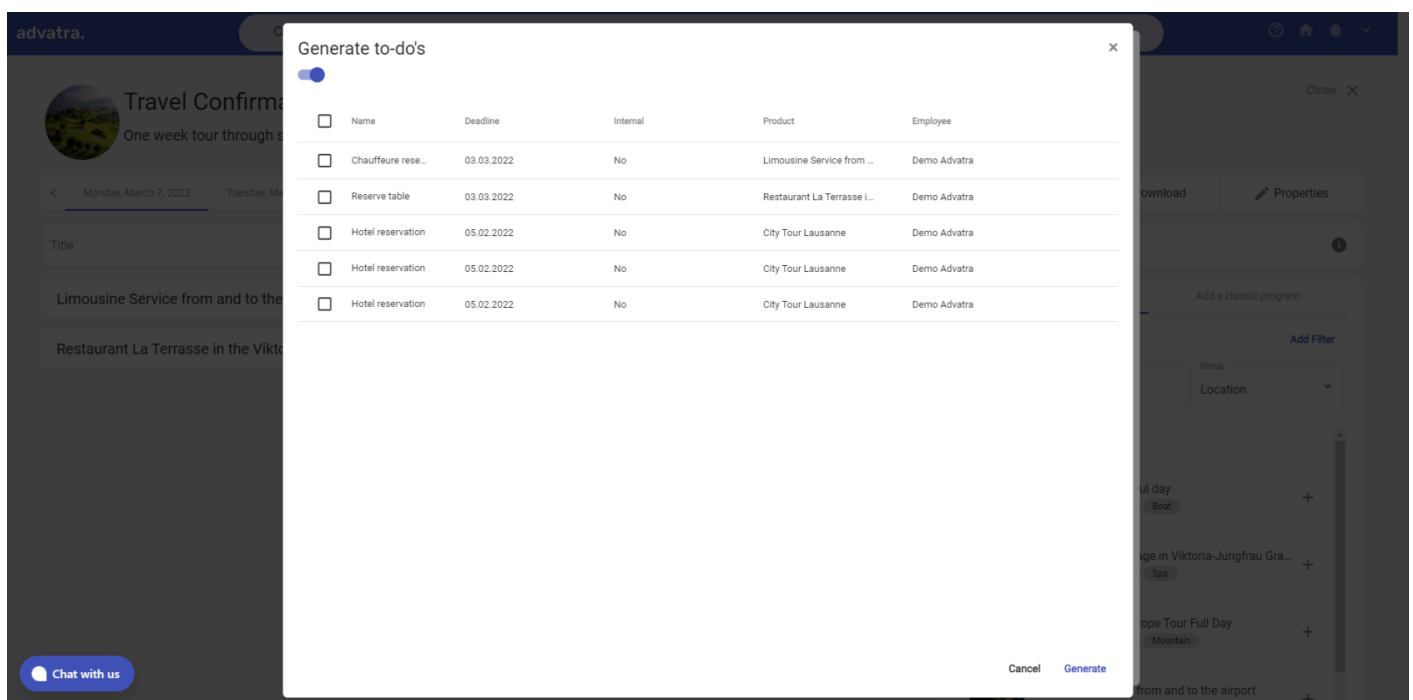 advatra.
Generate to-do's
Close
Travel Confirma
One week tour through s
Name Deadline Internal Product Employee
Chauffeure rese... 03.03.2022 No Limousine Service from ... Demo Advatra
Monday, March 7, 2022 Tuesday, Ma
ownload Properties
Reserve table 03.03.2022 No Restaurant La Terrasse i... Demo Advatra
Hotel reservation 05.02.2022 No City Tour Lausanne Demo Advatra
Title
Hotel reservation 05.02.2022 No City Tour Lausanne Demo Advatra
Limousine Service from and to the
Add a classic program
Hotel reservation 05.02.2022 No City Tour Lausanne Demo Advatra
Restaurant La Terrasse in the Vikto
Add Filter
Group
Location
ul day
Boat
age in Viktoria-Jungfrau Gra...
Spa
ope Tour Full Day
Mountain
Cancel Generate
Chat with us
from and to the airport